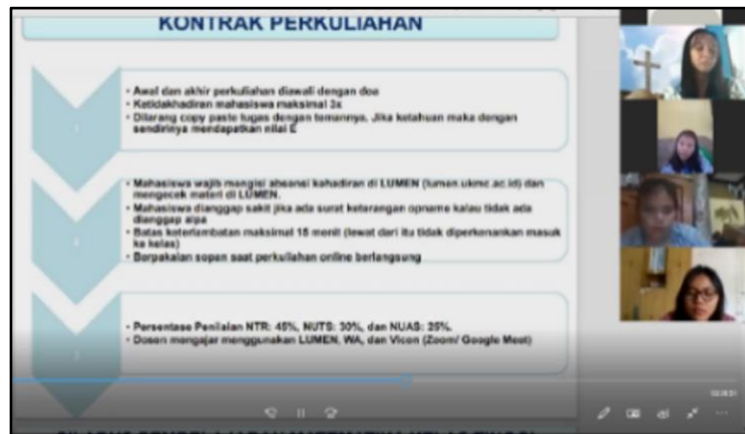 KONTRAK PERKULIAHAN
• Awal dan akhir perkuliahan diawali dengan doa
• Ketidakhadiran mahasiswa maksimal 3x
• Dilarang copy paste tugas dengan temannya. Jika ketahuan maka dengan
sendirinya mendapatkan nilai E
• Mahasiswa wajib mengisi absensi kehadiran di LUMEN (lumen.ukmc.ac.id) dan
mengecek materi di LUMEN.
• Mahasiswa dianggap sakit jika ada surat keterangan opname kalau tidak ada
dianggap alpa
• Batas keterlambatan maksimal 15 menit (lewat dari itu tidak diperkenankan masuk
ke kelas)
• Berpakaian sopan saat perkuliahan online berlangsung
• Persentase Penilaian NTR: 45%, NUTS: 30%, dan NUAS: 25%.
• Dosen mengajar menggunakan LUMEN, WA, dan Vicon (Zoom/ Google Meet)